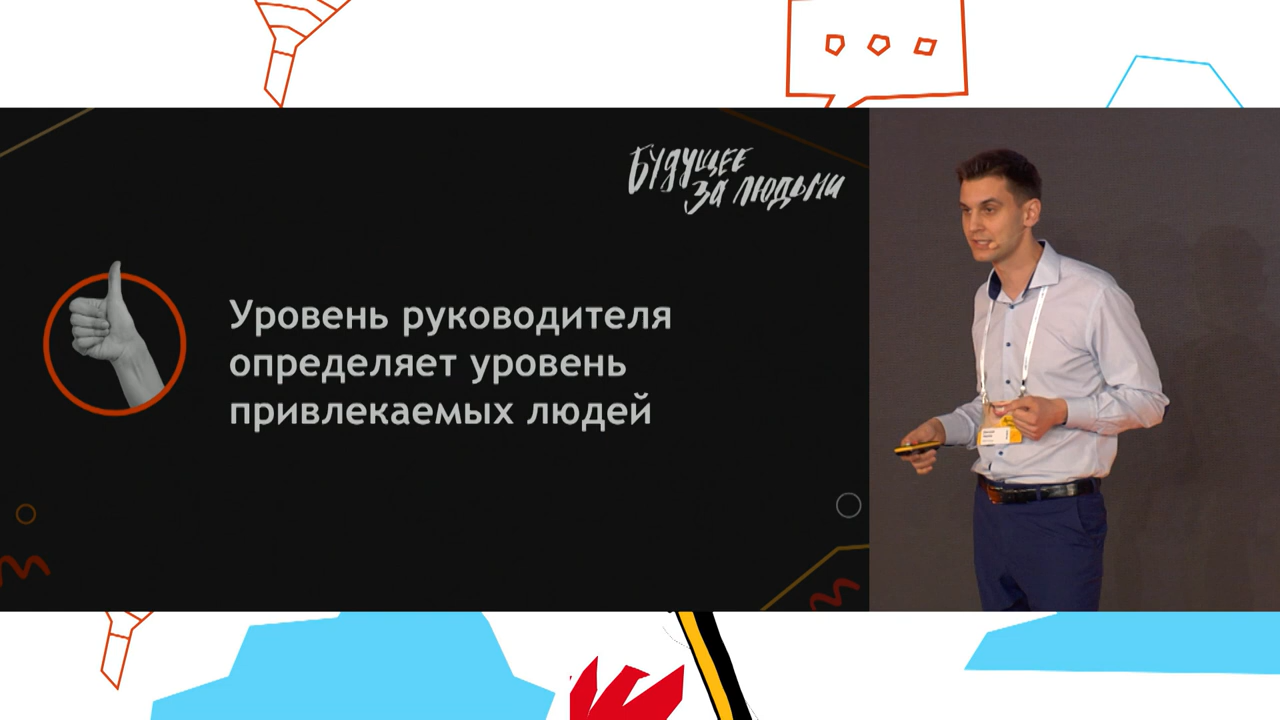 Будущее
за людьми
Уровень руководителя
определяет уровень
привлекаемых людей